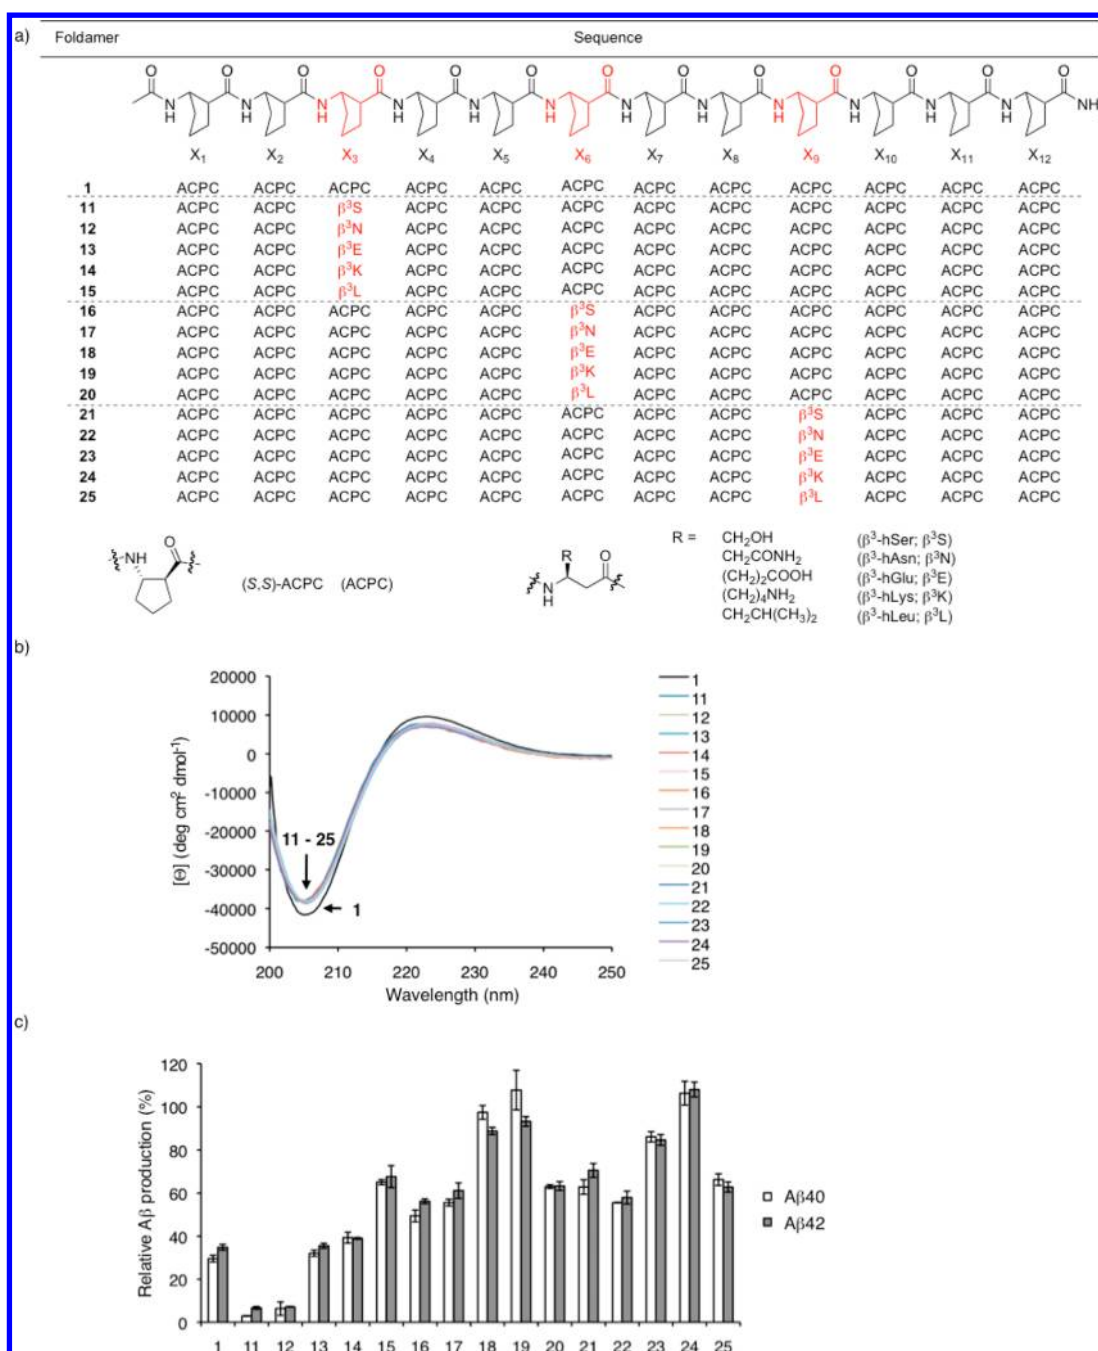 a) Foldamer Sequence
O O O O O O O O O O O O O
N H N H N H N H N H N H N H N H N H N H N H N H NH
X1 X2 X3 X4 X5 X6 X7 X8 X9 X10 X11 X12
1 ACPC ACPC ACPC ACPC ACPC ACPC ACPC ACPC ACPC ACPC ACPC ACPC
11 ACPC ACPC β³S ACPC ACPC ACPC ACPC ACPC ACPC ACPC ACPC ACPC
12 ACPC ACPC β³N ACPC ACPC ACPC ACPC ACPC ACPC ACPC ACPC ACPC
13 ACPC ACPC β³E ACPC ACPC ACPC ACPC ACPC ACPC ACPC ACPC ACPC
14 ACPC ACPC β³K ACPC ACPC ACPC ACPC ACPC ACPC ACPC ACPC ACPC
15 ACPC ACPC β³L ACPC ACPC ACPC ACPC ACPC ACPC ACPC ACPC ACPC
16 ACPC ACPC ACPC ACPC ACPC β³S ACPC ACPC ACPC ACPC ACPC ACPC
17 ACPC ACPC ACPC ACPC ACPC β³N ACPC ACPC ACPC ACPC ACPC ACPC
18 ACPC ACPC ACPC ACPC ACPC β³E ACPC ACPC ACPC ACPC ACPC ACPC
19 ACPC ACPC ACPC ACPC ACPC β³K ACPC ACPC ACPC ACPC ACPC ACPC
20 ACPC ACPC ACPC ACPC ACPC β³L ACPC ACPC ACPC ACPC ACPC ACPC
21 ACPC ACPC ACPC ACPC ACPC ACPC ACPC ACPC β³S ACPC ACPC ACPC
22 ACPC ACPC ACPC ACPC ACPC ACPC ACPC ACPC β³N ACPC ACPC ACPC
23 ACPC ACPC ACPC ACPC ACPC ACPC ACPC ACPC β³E ACPC ACPC ACPC
24 ACPC ACPC ACPC ACPC ACPC ACPC ACPC ACPC β³K ACPC ACPC ACPC
25 ACPC ACPC ACPC ACPC ACPC ACPC ACPC ACPC β³L ACPC ACPC ACPC
NH O
(S,S)-ACPC (ACPC)
R O
N H
R = CH₂OH (β³-hSer; β³S)
CH₂CONH₂ (β³-hAsn; β³N)
(CH₂)₂COOH (β³-hGlu; β³E)
(CH₂)₄NH₂ (β³-hLys; β³K)
CH₂CH(CH₃)₂ (β³-hLeu; β³L)
b)
[Θ] (deg cm² dmol⁻¹)
20000
10000
0
-10000
-20000
-30000
-40000
-50000
11 - 25
1
200 210 220 230 240 250
Wavelength (nm)
1
11
12
13
14
15
16
17
18
19
20
21
22
23
24
25
c)
Relative Aβ production (%)
120
100
80
60
40
20
0
1 11 12 13 14 15 16 17 18 19 20 21 22 23 24 25
Aβ40
Aβ42